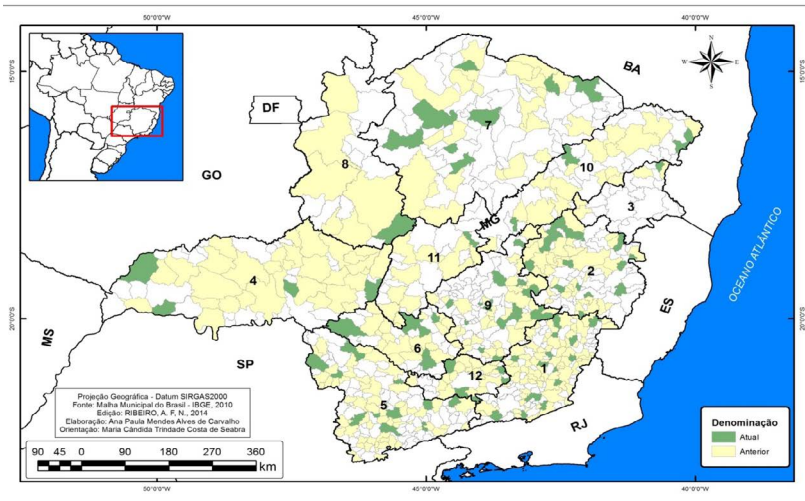 50°0'0"O
45°0'0"O
40°0'0"O
15°0'0"S
15°0'0"S
N
W
E
S
BA
DF
7
GO
8
10
3
MG
11
4
2
OCEANO ATLÂNTICO
9
20°0'0"S
20°0'0"S
ES
MS
6
1
SP
12
5
RJ
Projeção Geográfica - Datum SIRGAS2000
Fonte: Malha Municipal do Brasil - IBGE, 2010
Edição: RIBEIRO, A. F, N., 2014
Elaboração: Ana Paula Mendes Alves de Carvalho
Orientação: Maria Cândida Trindade Costa de Seabra
90 45 0 90 180 270 360
km
Denominação
Atual
Anterior
50°0'0"O
45°0'0"O
40°0'0"O